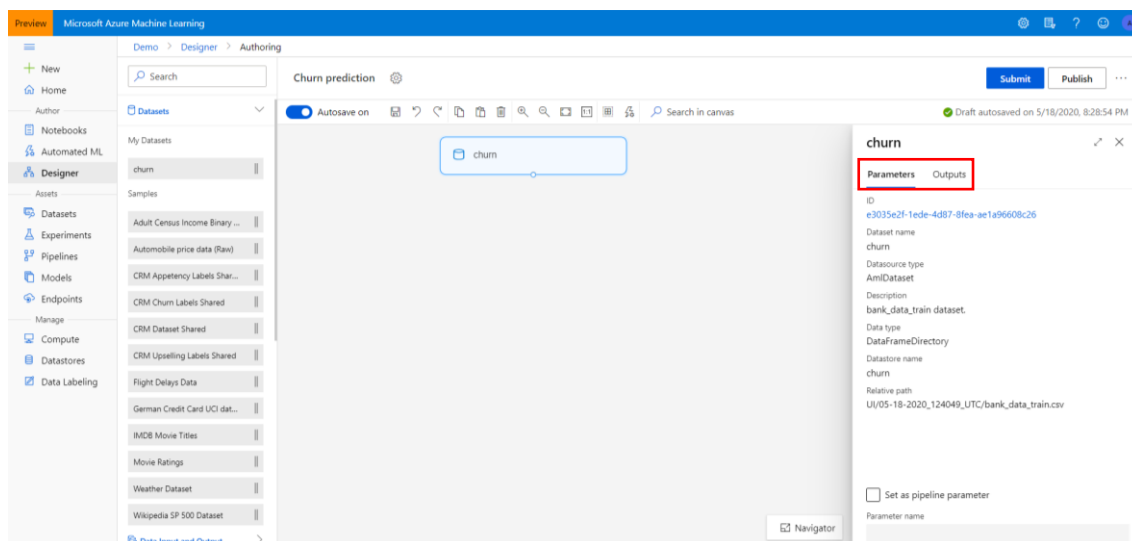 Preview Microsoft Azure Machine Learning
Demo > Designer > Authoring
New
Home
Author
Notebooks
Automated ML
Designer
Assets
Datasets
Experiments
Pipelines
Models
Endpoints
Manage
Compute
Datastores
Data Labeling
Search
Datasets
My Datasets
churn
Samples
Adult Census Income Binary ...
Automobile price data (Raw)
CRM Appetency Labels Shar...
CRM Churn Labels Shared
CRM Dataset Shared
CRM Upselling Labels Shared
Flight Delays Data
German Credit Card UCI dat...
IMDB Movie Titles
Movie Ratings
Weather Dataset
Wikipedia SP 500 Dataset
Data Input and Output
Churn prediction
Submit Publish ...
Autosave on
Search in canvas
Draft autosaved on 5/18/2020, 8:28:54 PM
churn
Navigator
churn
Parameters Outputs
ID
e3035e2f-1ede-4d87-8fea-ae1a96608c26
Dataset name
churn
Datasource type
AmlDataset
Description
bank_data_train dataset.
Data type
DataFrameDirectory
Datastore name
churn
Relative path
UI/05-18-2020_124049_UTC/bank_data_train.csv
Set as pipeline parameter
Parameter name